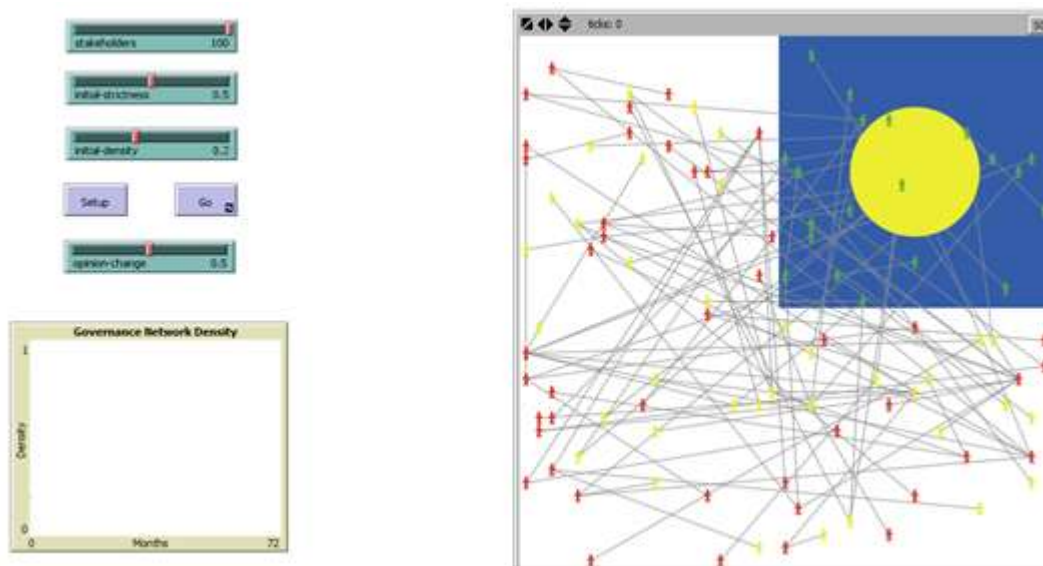 stakeholders 100
initial-strictness 0.5
initial-density 0.2
Setup
Go
opinion-change 0.5
Governance Network Density
1
Density
0
0 Months 72
ticks: 0